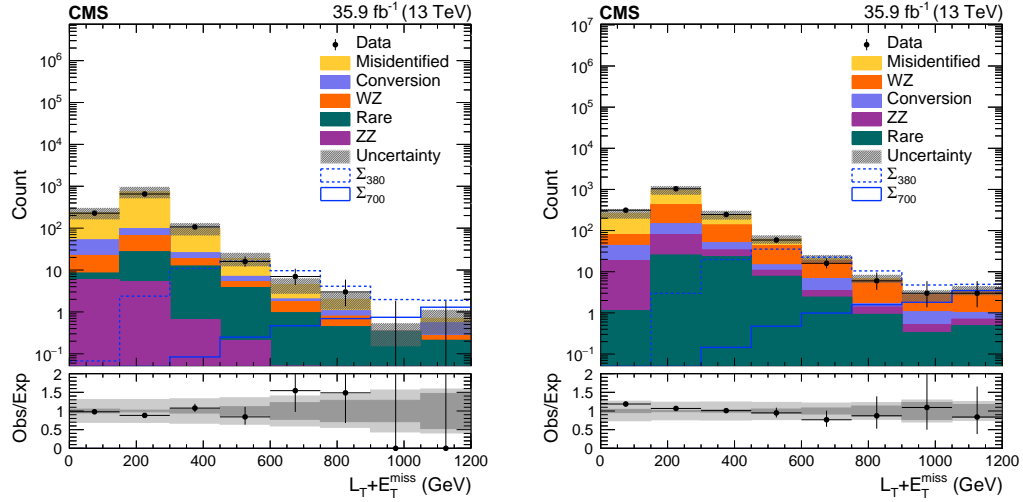 CMS 35.9 fb⁻¹ (13 TeV)
Data
Misidentified
Conversion
WZ
Rare
ZZ
Uncertainty
Σ₃₈₀
Σ₇₀₀
Count
10⁶
10⁵
10⁴
10³
10²
10
1
10⁻¹
Obs/Exp
2
1.5
1
0.5
0
0 200 400 600 800 1000 1200
L_T+E_T^miss (GeV)
CMS 35.9 fb⁻¹ (13 TeV)
Data
Misidentified
WZ
Conversion
ZZ
Rare
Uncertainty
Σ₃₈₀
Σ₇₀₀
Count
10⁷
10⁶
10⁵
10⁴
10³
10²
10
1
10⁻¹
Obs/Exp
2
1.5
1
0.5
0
0 200 400 600 800 1000 1200
L_T+E_T^miss (GeV)